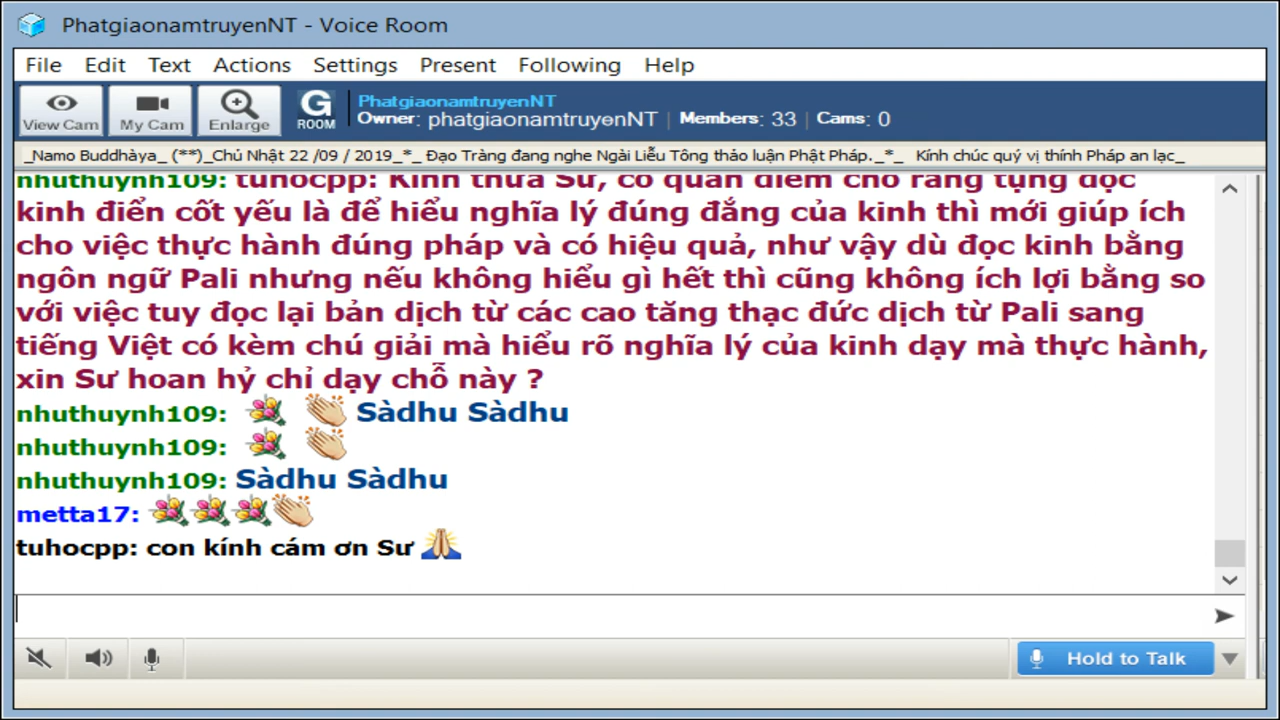 PhatgiaonamtruyenNT - Voice Room
File Edit Text Actions Settings Present Following Help
View Cam My Cam Enlarge G ROOM PhatgiaonamtruyenNT
Owner: phatgiaonamtruyenNT | Members: 33 | Cams: 0
_Namo Buddhàya_ (**)_Chủ Nhật 22 /09 / 2019_*_ Đạo Tràng đang nghe Ngài Liễu Tông thảo luận Phật Pháp._*_ Kính chúc quý vị thính Pháp an lạc_
nhuthuynh109: tuhocpp: Kính thưa Sư, có quan điểm cho rằng tụng đọc
kinh điển cốt yếu là để hiểu nghĩa lý đúng đắng của kinh thì mới giúp ích
cho việc thực hành đúng pháp và có hiệu quả, như vậy dù đọc kinh bằng
ngôn ngữ Pali nhưng nếu không hiểu gì hết thì cũng không ích lợi bằng so
với việc tuy đọc lại bản dịch từ các cao tăng thạc đức dịch từ Pali sang
tiếng Việt có kèm chú giải mà hiểu rõ nghĩa lý của kinh dạy mà thực hành,
xin Sư hoan hỷ chỉ dạy chỗ này ?
nhuthuynh109: Sàdhu Sàdhu
nhuthuynh109:
nhuthuynh109: Sàdhu Sàdhu
metta17:
tuhocpp: con kính cám ơn Sư
Hold to Talk